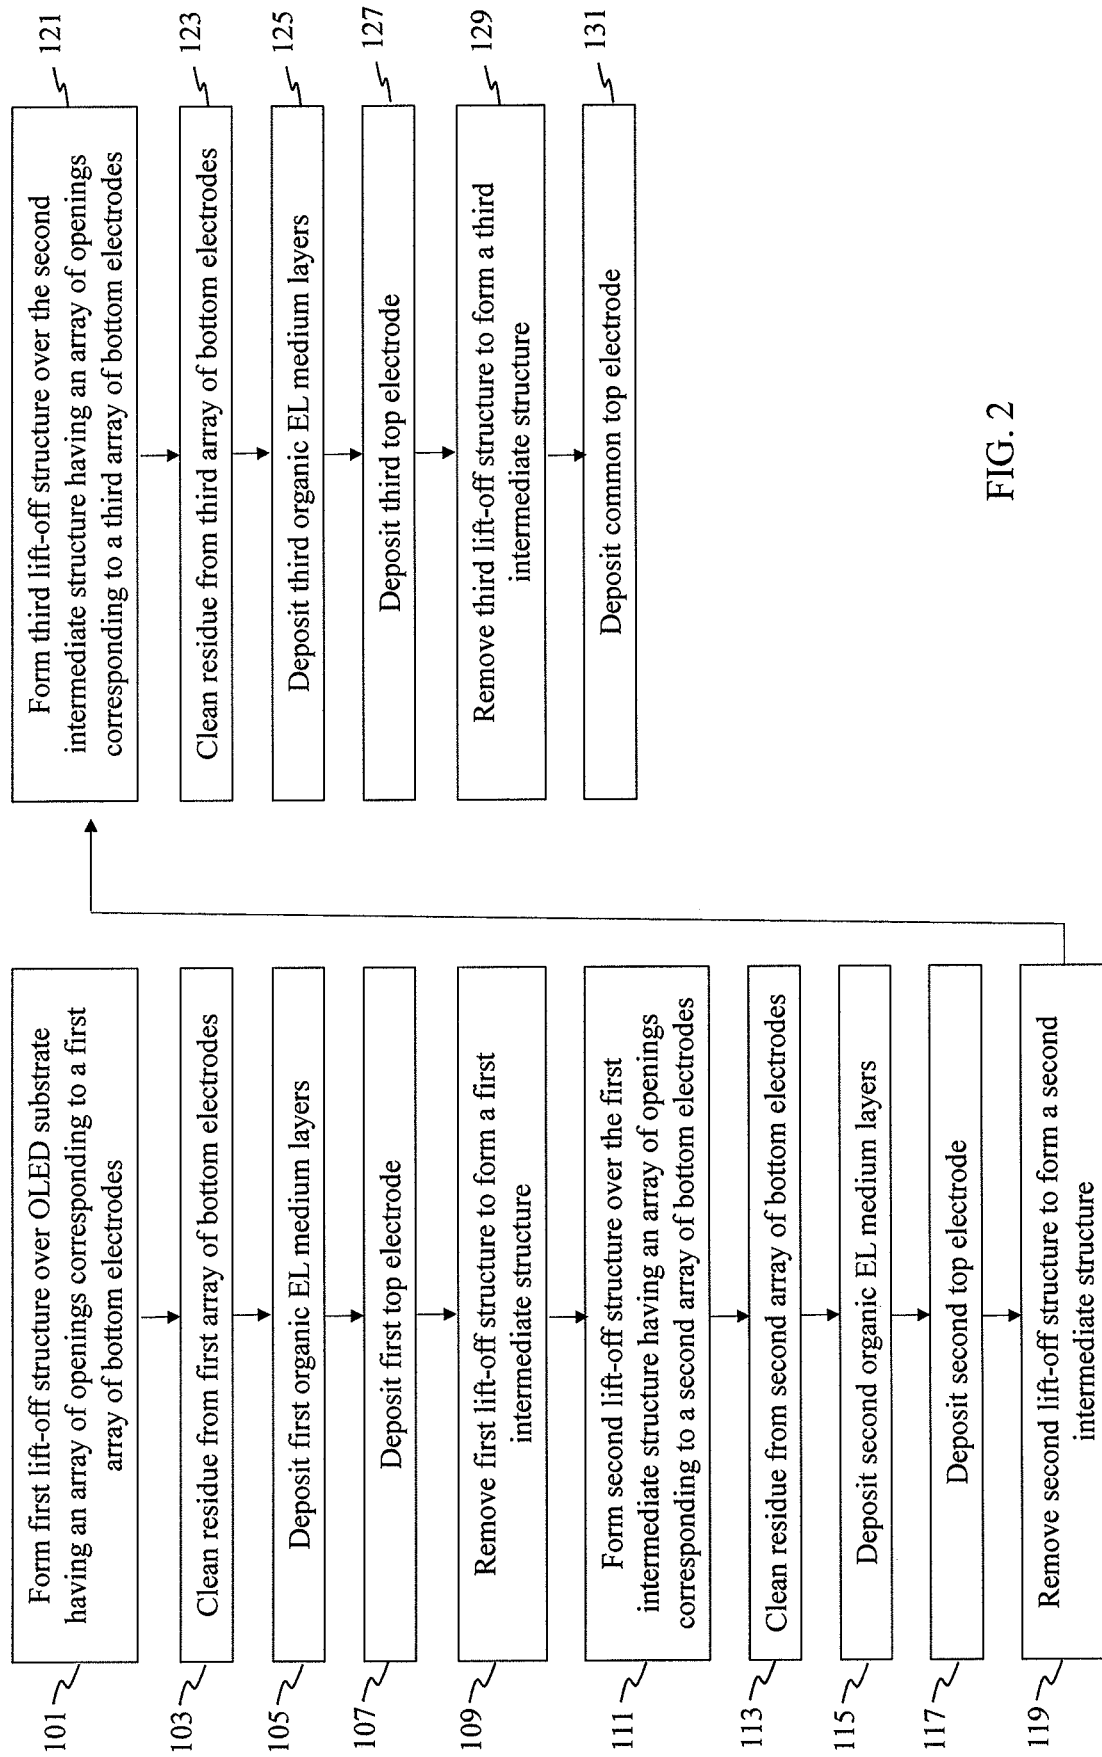 101
Form first lift-off structure over OLED substrate
having an array of openings corresponding to a first
array of bottom electrodes
103
Clean residue from first array of bottom electrodes
105
Deposit first organic EL medium layers
107
Deposit first top electrode
109
Remove first lift-off structure to form a first
intermediate structure
111
Form second lift-off structure over the first
intermediate structure having an array of openings
corresponding to a second array of bottom electrodes
113
Clean residue from second array of bottom electrodes
115
Deposit second organic EL medium layers
117
Deposit second top electrode
119
Remove second lift-off structure to form a second
intermediate structure
Form third lift-off structure over the second
intermediate structure having an array of openings
corresponding to a third array of bottom electrodes
121
Clean residue from third array of bottom electrodes
123
Deposit third organic EL medium layers
125
Deposit third top electrode
127
Remove third lift-off structure to form a third
intermediate structure
129
Deposit common top electrode
131
FIG. 2